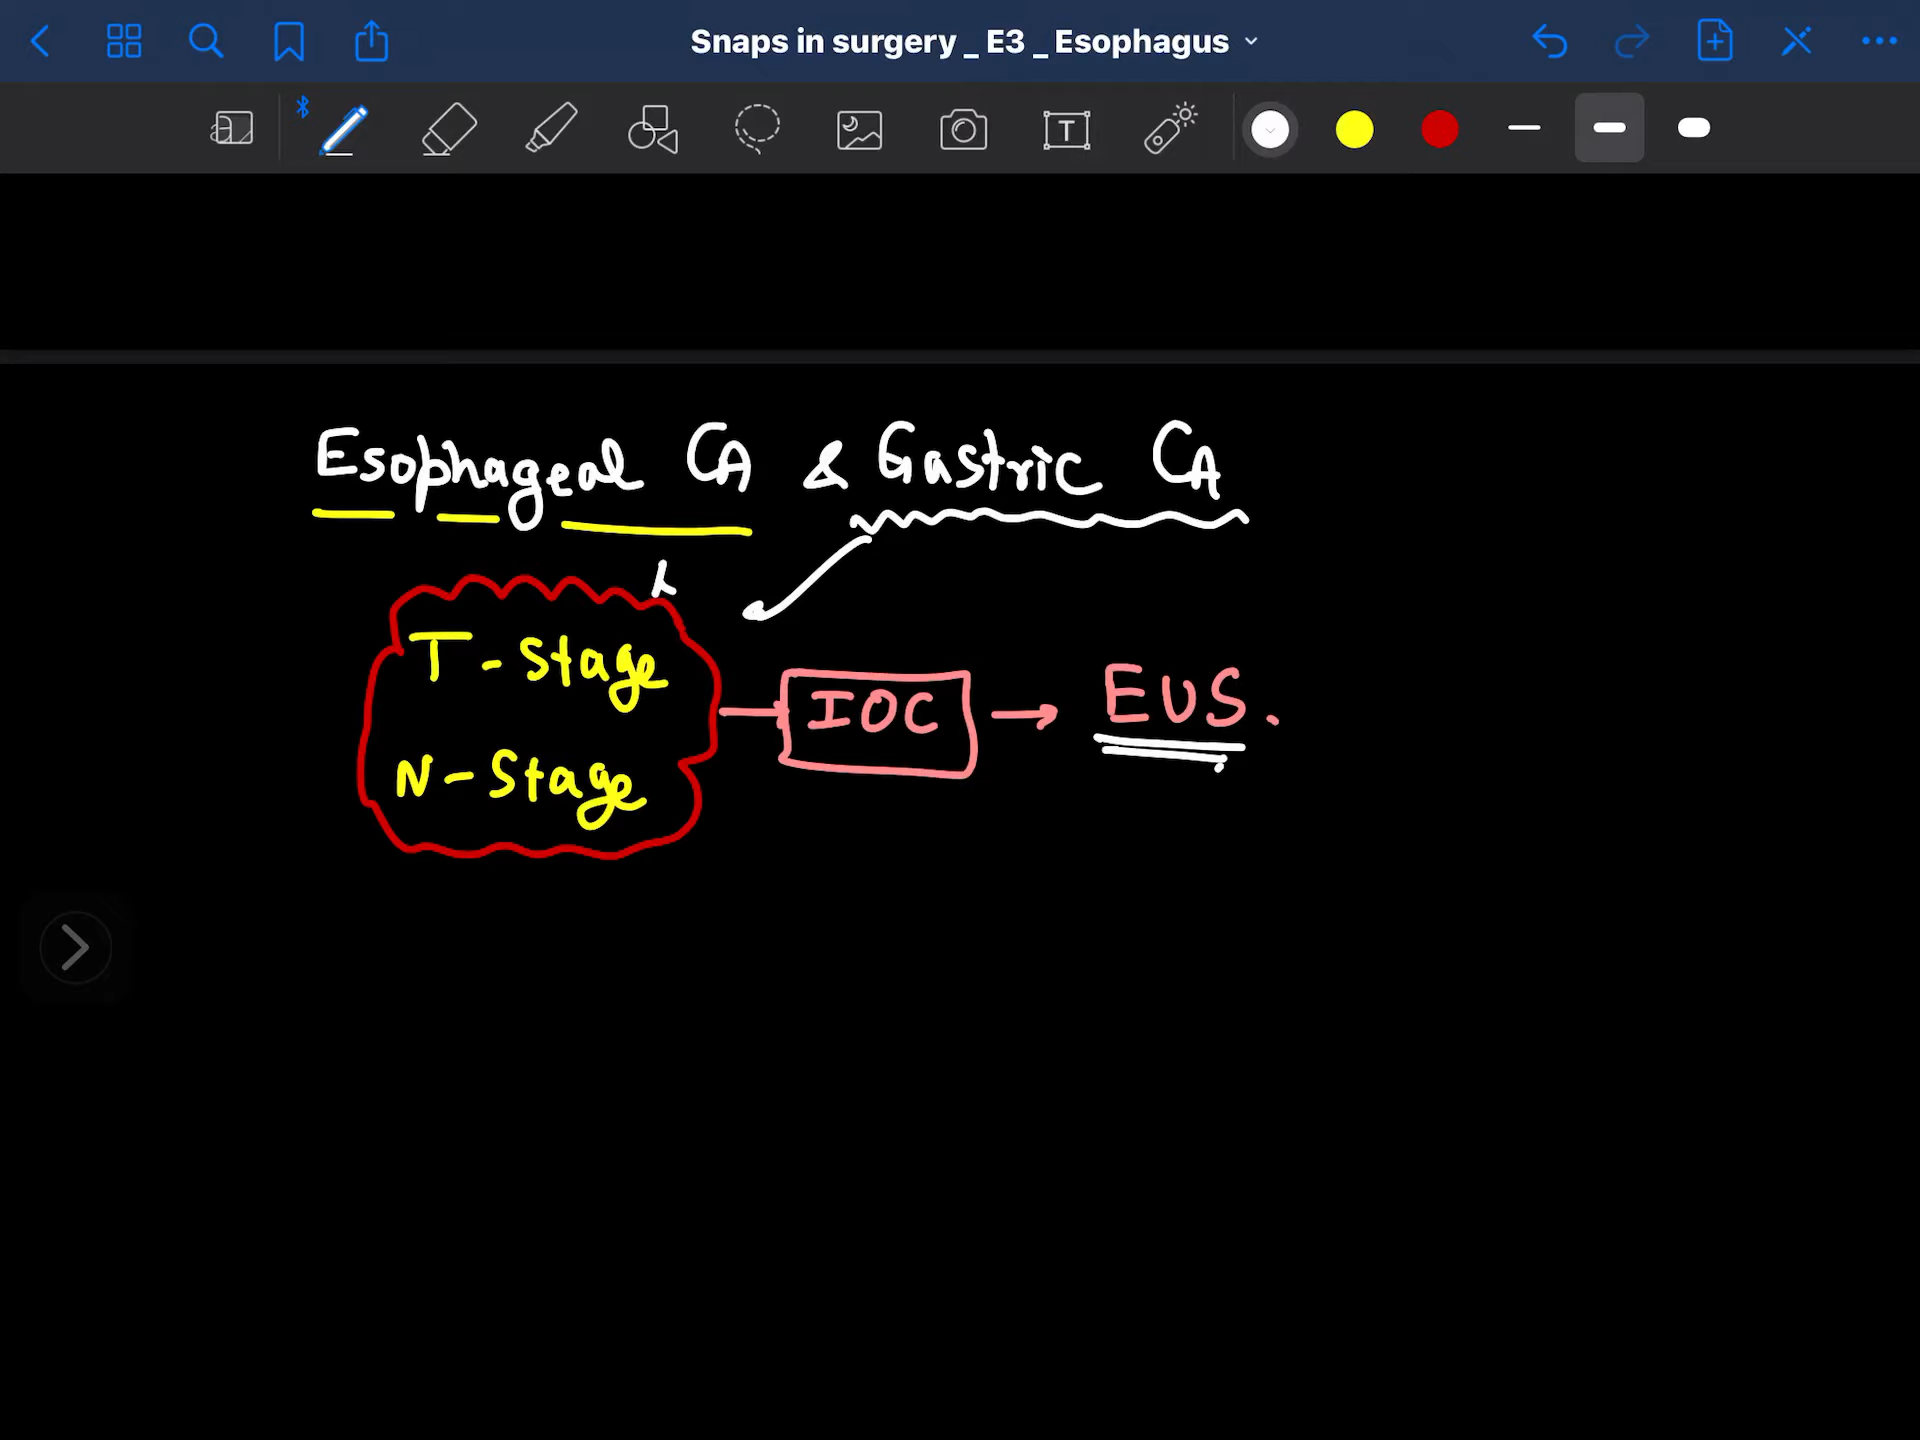 Snaps in surgery _ E3 _ Esophagus
Esophageal CA & Gastric CA
T - Stage
N - Stage
IOC → EUS.